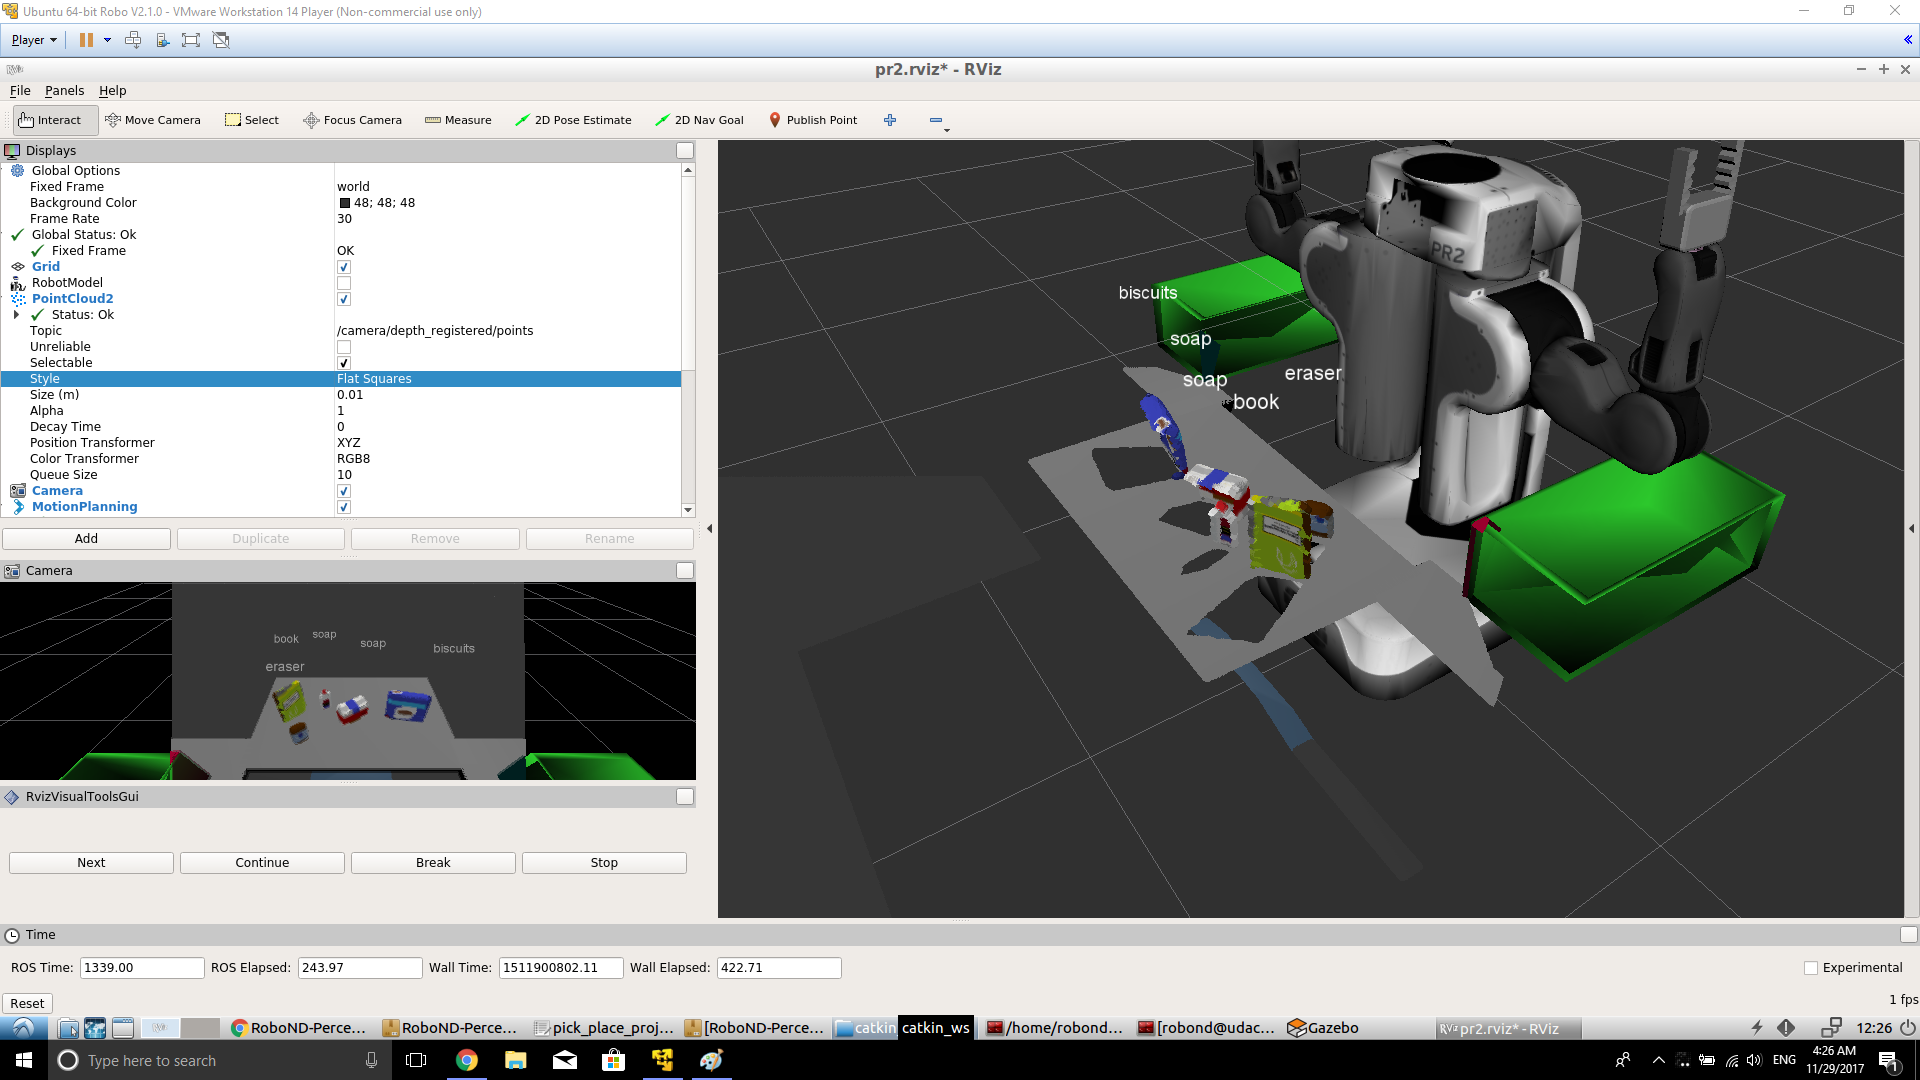 Ubuntu 64-bit Robo V2.1.0 - VMware Workstation 14 Player (Non-commercial use only)
Player
pr2.rviz* - RViz
File Panels Help
Interact Move Camera Select Focus Camera Measure 2D Pose Estimate 2D Nav Goal Publish Point
Displays
Global Options
Fixed Frame world
Background Color 48; 48; 48
Frame Rate 30
Global Status: Ok
Fixed Frame OK
Grid
RobotModel
PointCloud2
Status: Ok
Topic /camera/depth_registered/points
Unreliable
Selectable
Style Flat Squares
Size (m) 0.01
Alpha 1
Decay Time 0
Position Transformer XYZ
Color Transformer RGB8
Queue Size 10
Camera
MotionPlanning
Add Duplicate Remove Rename
Camera
book soap soap biscuits
eraser
RvizVisualToolsGui
Next Continue Break Stop
PR2
biscuits
soap
soap eraser
book
Time
ROS Time: 1339.00 ROS Elapsed: 243.97 Wall Time: 1511900802.11 Wall Elapsed: 422.71 Experimental
Reset 1 fps
RoboND-Perce... RoboND-Perce... pick_place_proj... [RoboND-Perce... catkin catkin_ws /home/robond... [robond@udac... Gazebo pr2.rviz* - RViz 12:26
Type here to search ENG 4:26 AM
11/29/2017 1